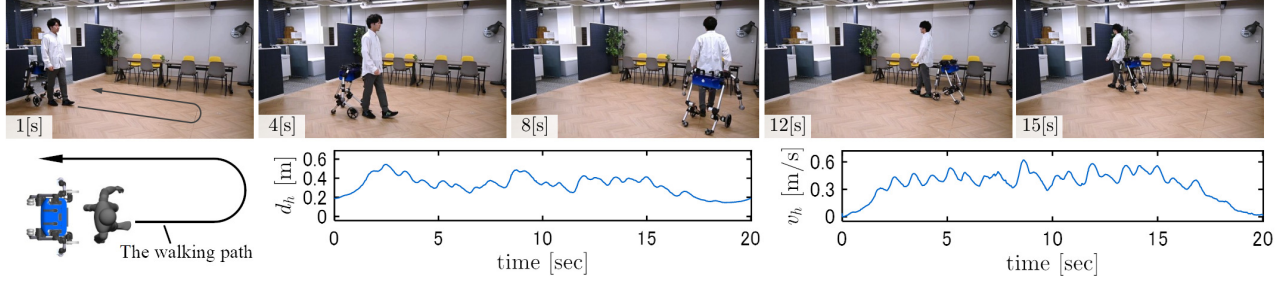 1[s]
4[s]
8[s]
12[s]
15[s]
The walking path
d_h [m]
0.6
0.4
0.2
0
0 5 10 15 20
time [sec]
v_h [m/s]
0.6
0.3
0
0 5 10 15 20
time [sec]